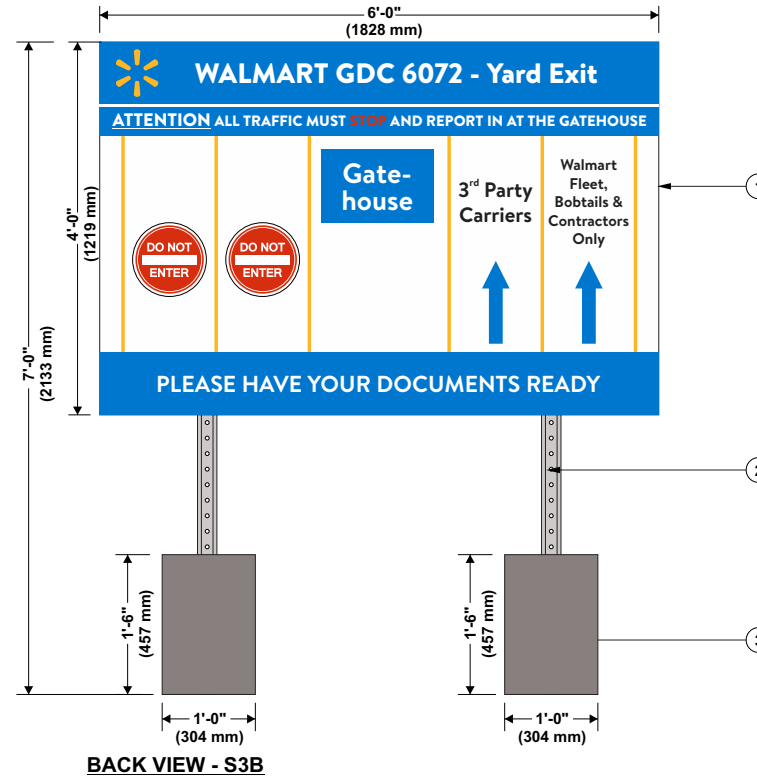 6'-0"
(1828 mm)
WALMART GDC 6072 - Yard Exit
ATTENTION ALL TRAFFIC MUST STOP AND REPORT IN AT THE GATEHOUSE
Gate-
house
3rd Party
Carriers
Walmart
Fleet,
Bobtails &
Contractors
Only
DO NOT
ENTER
DO NOT
ENTER
1
4'-0"
(1219 mm)
7'-0"
(2133 mm)
PLEASE HAVE YOUR DOCUMENTS READY
2
1'-6"
(457 mm)
1'-6"
(457 mm)
3
1'-0"
(304 mm)
1'-0"
(304 mm)
BACK VIEW - S3B